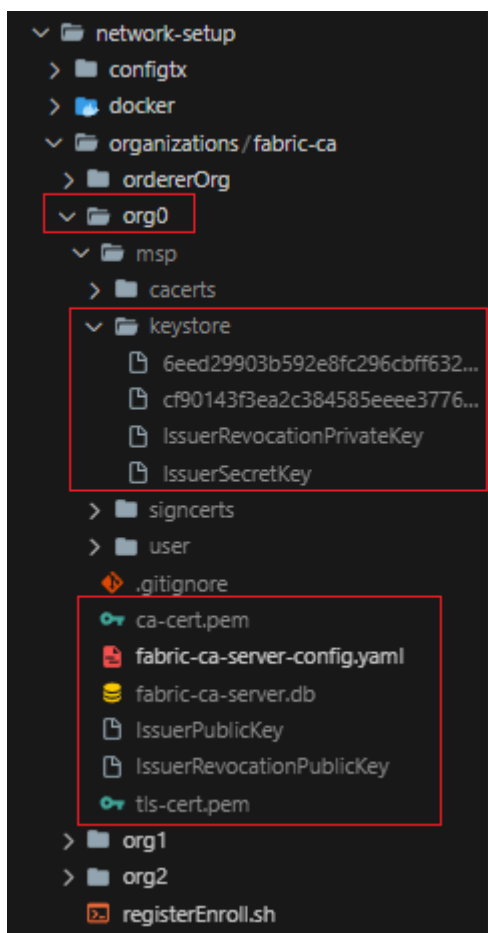 network-setup
configtx
docker
organizations/fabric-ca
ordererOrg
org0
msp
cacerts
keystore
6eed29903b592e8fc296cbff632...
cf90143f3ea2c384585eeee3776...
IssuerRevocationPrivateKey
IssuerSecretKey
signcerts
user
.gitignore
ca-cert.pem
fabric-ca-server-config.yaml
fabric-ca-server.db
IssuerPublicKey
IssuerRevocationPublicKey
tls-cert.pem
org1
org2
registerEnroll.sh